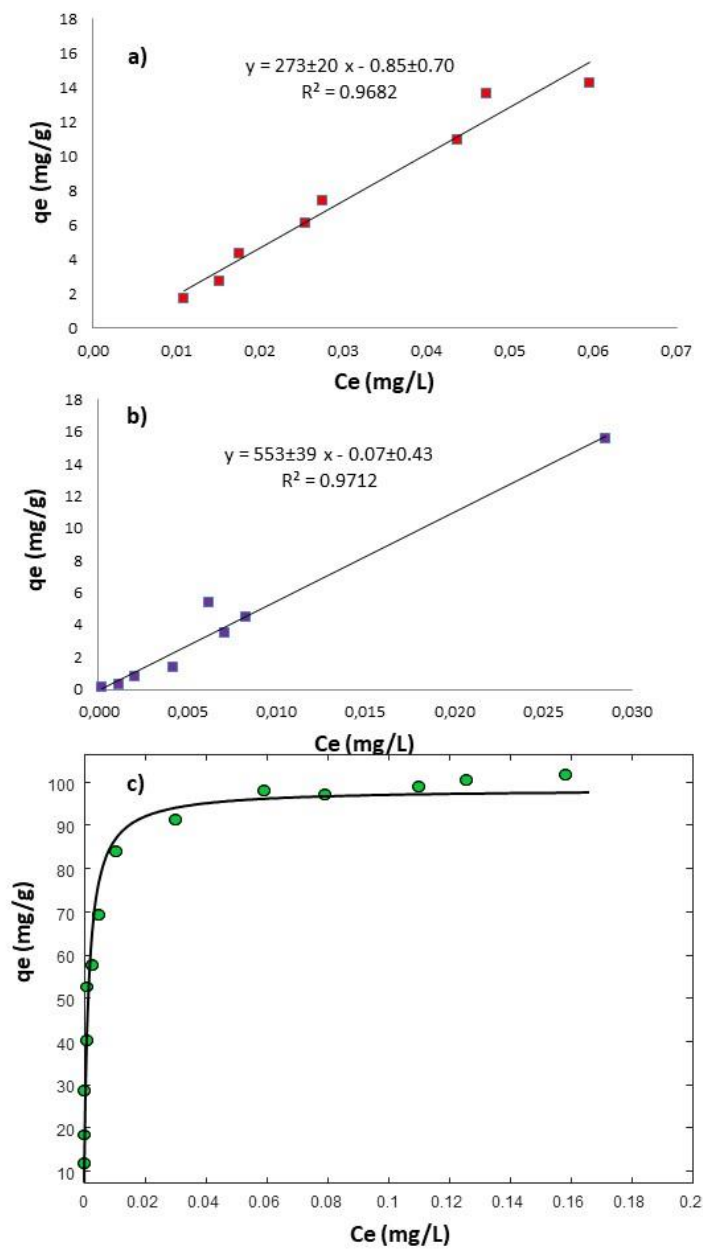 a)
y = 273±20 x - 0.85±0.70
R² = 0.9682
qe (mg/g)
18
16
14
12
10
8
6
4
2
0
0,00 0,01 0,02 0,03 0,04 0,05 0,06 0,07
Ce (mg/L)
b)
y = 553±39 x - 0.07±0.43
R² = 0.9712
qe (mg/g)
18
16
14
12
10
8
6
4
2
0
0,000 0,005 0,010 0,015 0,020 0,025 0,030
Ce (mg/L)
c)
qe (mg/g)
100
90
80
70
60
50
40
30
20
10
0 0.02 0.04 0.06 0.08 0.1 0.12 0.14 0.16 0.18 0.2
Ce (mg/L)